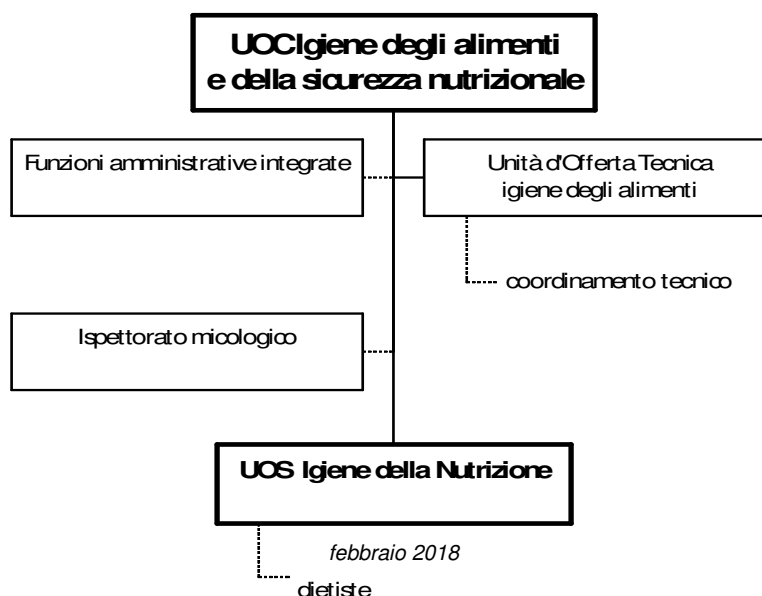 UOC Igiene degli alimenti
e della sicurezza nutrizionale
Funzioni amministrative integrate
Unità d'Offerta Tecnica
igiene degli alimenti
coordinamento tecnico
Ispettorato micologico
UOS Igiene della Nutrizione
febbraio 2018
dietiste